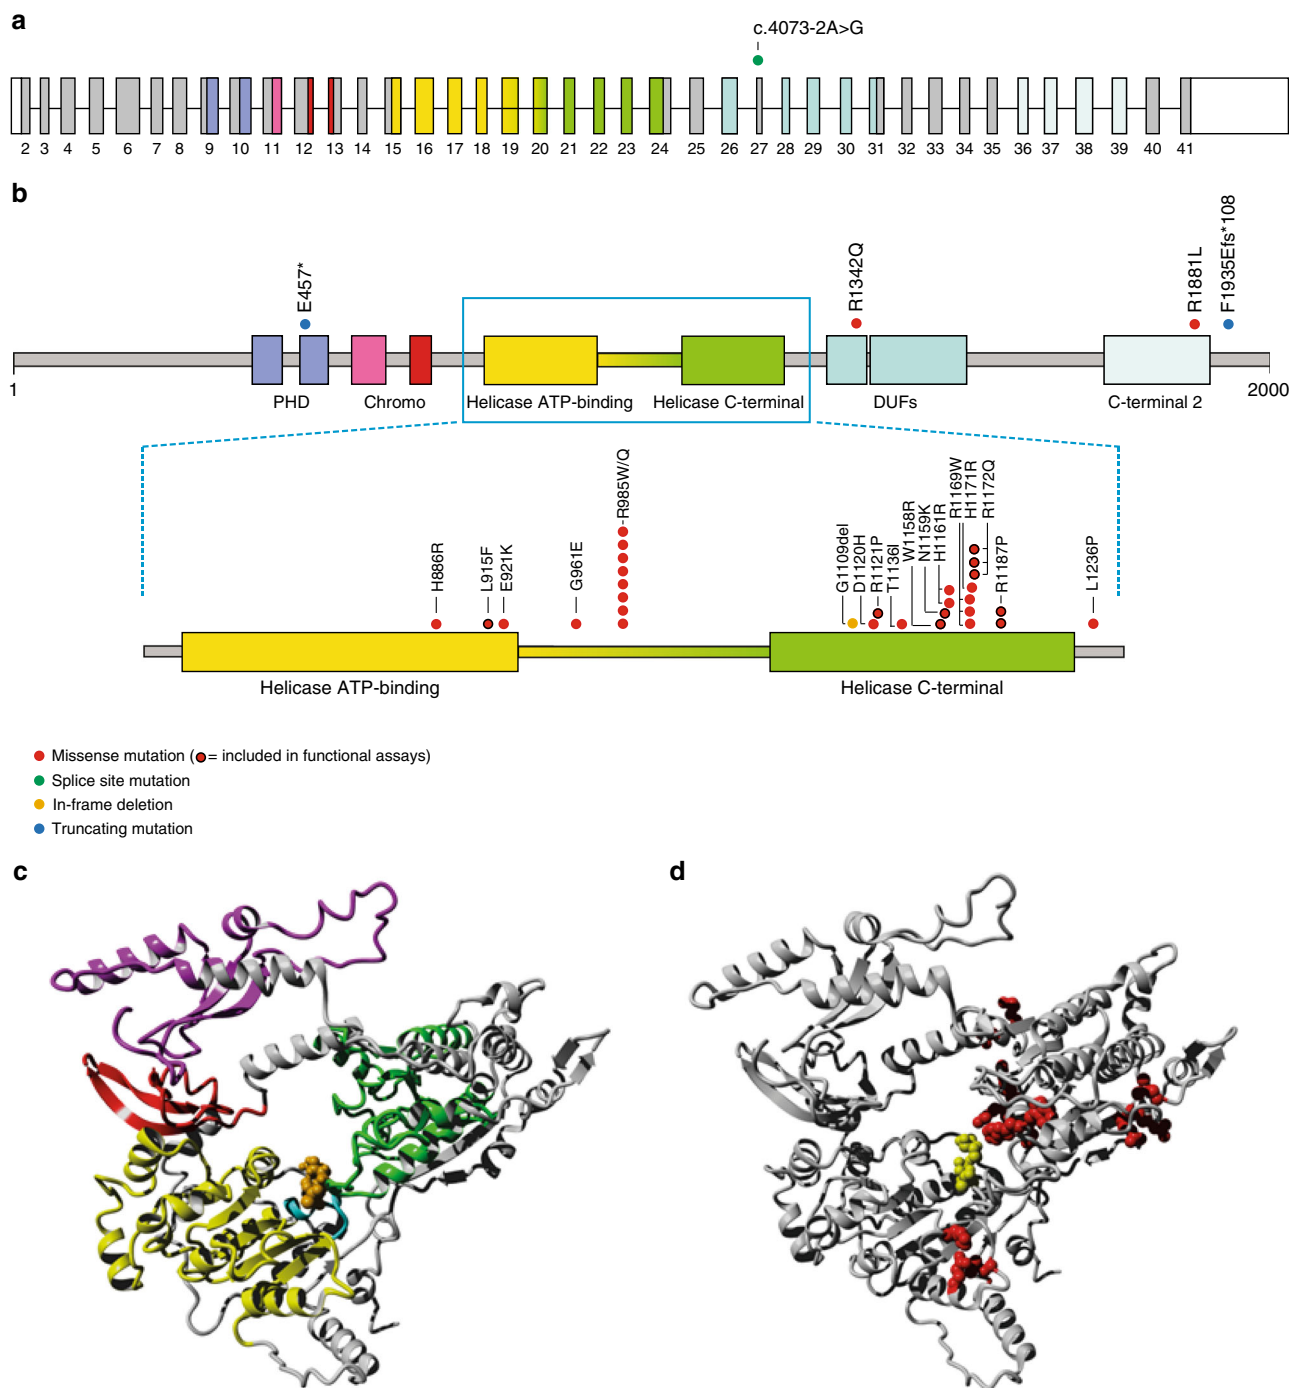 a
c.4073-2A>G
2 3 4 5 6 7 8 9 10 11 12 13 14 15 16 17 18 19 20 21 22 23 24 25 26 27 28 29 30 31 32 33 34 35 36 37 38 39 40 41
b
E457*
R1342Q
R1881L
F1935Efs*108
1
2000
PHD
Chromo
Helicase ATP-binding
Helicase C-terminal
DUFs
C-terminal 2
H886R
L915F
E921K
G961E
R985W/Q
G1109del
D1120H
R1121P
T1136I
W1158R
N1159K
H1161R
R1169W
H1171R
R1172Q
R1187P
L1236P
Helicase ATP-binding
Helicase C-terminal
Missense mutation ( = included in functional assays)
Splice site mutation
In-frame deletion
Truncating mutation
c
d